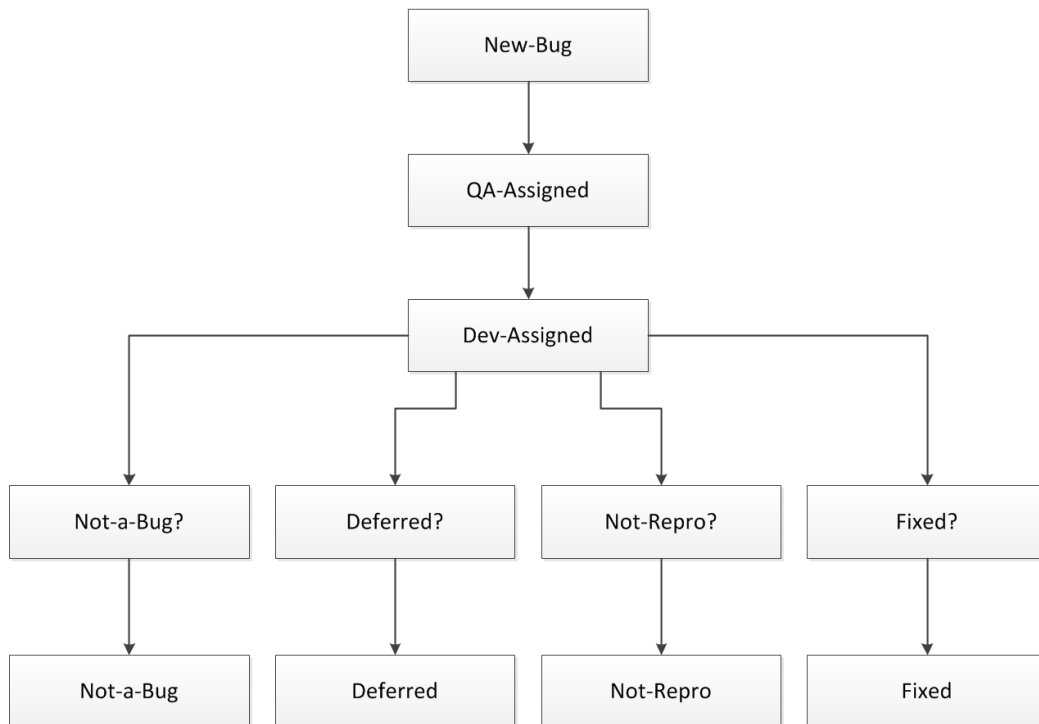 New-Bug
QA-Assigned
Dev-Assigned
Not-a-Bug?
Deferred?
Not-Repro?
Fixed?
Not-a-Bug
Deferred
Not-Repro
Fixed